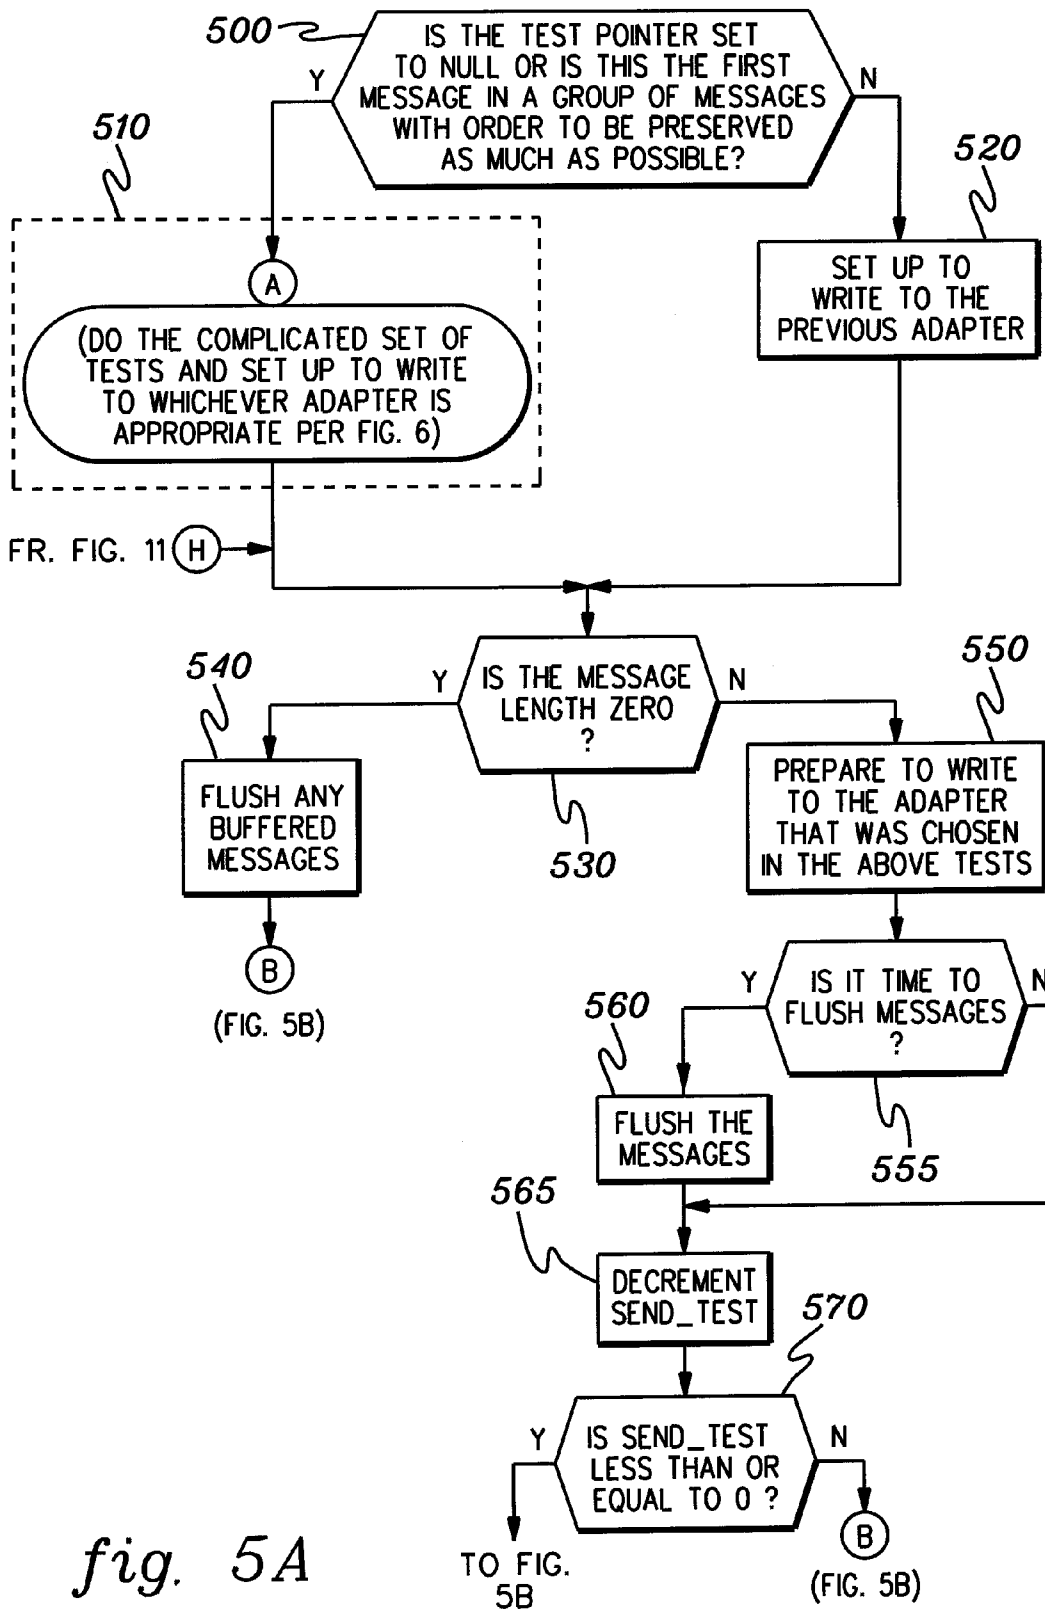 500
IS THE TEST POINTER SET
TO NULL OR IS THIS THE FIRST
MESSAGE IN A GROUP OF MESSAGES
WITH ORDER TO BE PRESERVED
AS MUCH AS POSSIBLE?
Y
N
510
520
A
(DO THE COMPLICATED SET OF
TESTS AND SET UP TO WRITE
TO WHICHEVER ADAPTER IS
APPROPRIATE PER FIG. 6)
SET UP TO
WRITE TO THE
PREVIOUS ADAPTER
FR. FIG. 11 H
540
Y
IS THE MESSAGE
LENGTH ZERO
?
N
550
530
FLUSH ANY
BUFFERED
MESSAGES
PREPARE TO WRITE
TO THE ADAPTER
THAT WAS CHOSEN
IN THE ABOVE TESTS
B
(FIG. 5B)
Y
IS IT TIME TO
FLUSH MESSAGES
?
N
560
555
FLUSH THE
MESSAGES
565
DECREMENT
SEND_TEST
570
Y
IS SEND_TEST
LESS THAN OR
EQUAL TO 0 ?
N
TO FIG.
5B
B
(FIG. 5B)
fig. 5A